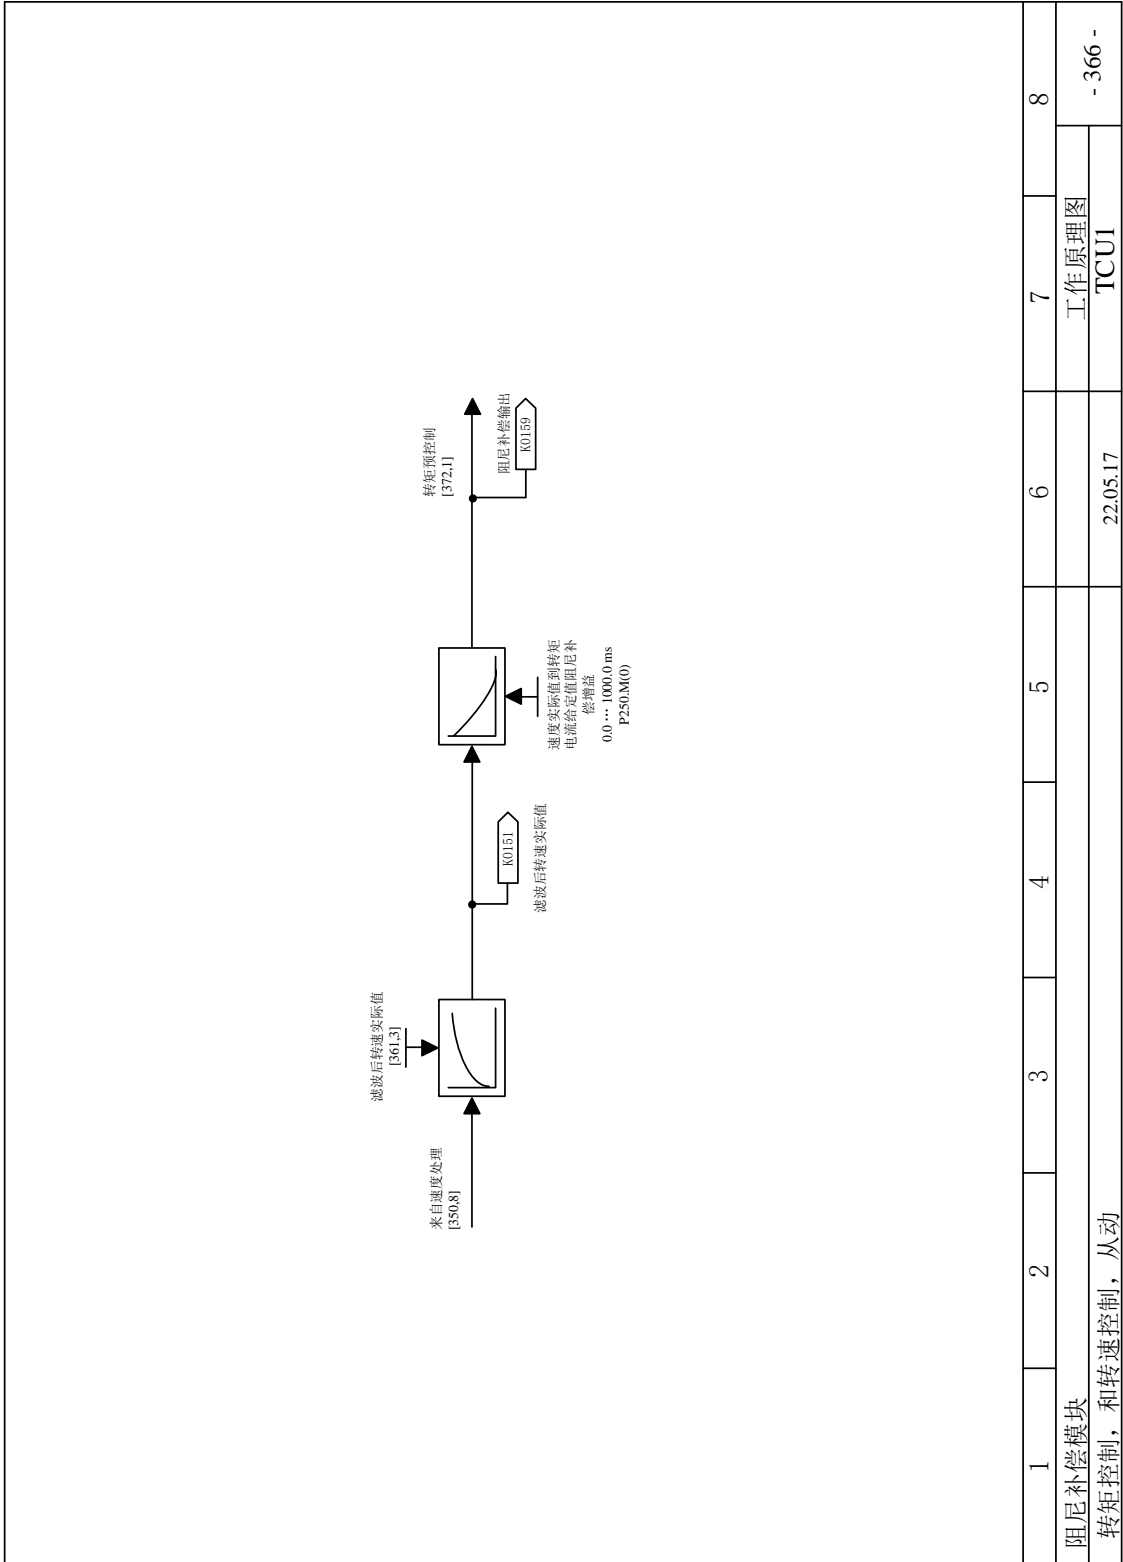 滤波后转速实际值
[361,3]
来自速度处理
[350,8]
K0151
滤波后转速实际值
速度实际值到转矩
电流给定值阻尼补
偿增益
0.0 ··· 1000.0 ms
P250.M(0)
转矩预控制
[372,1]
阻尼补偿输出
K0159
1 2 3 4 5 6 7 8
阻尼补偿模块 工作原理图 - 366 -
转矩控制，和转速控制，从动 22.05.17 TCU1